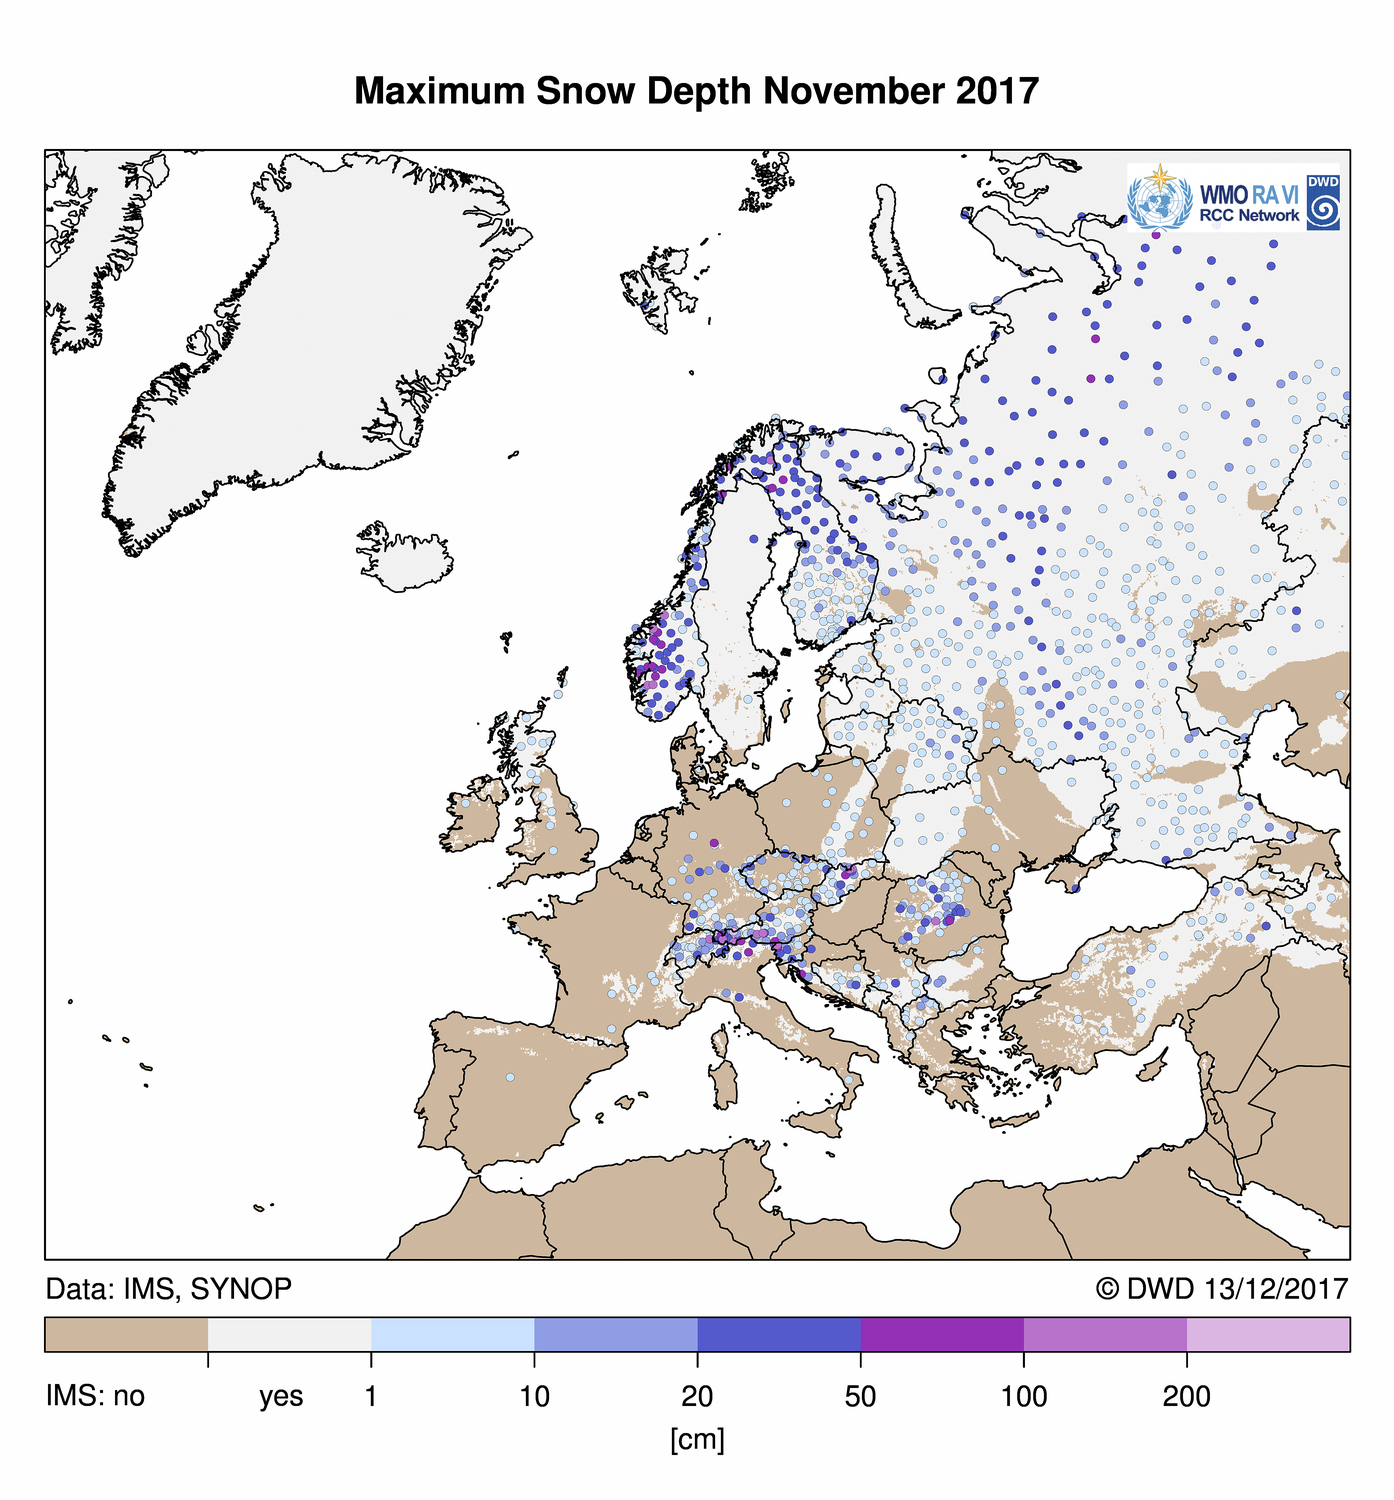 Maximum Snow Depth November 2017
WMO RA VI
RCC Network
DWD
Data: IMS, SYNOP
© DWD 13/12/2017
IMS: no yes 1 10 20 50 100 200
[cm]